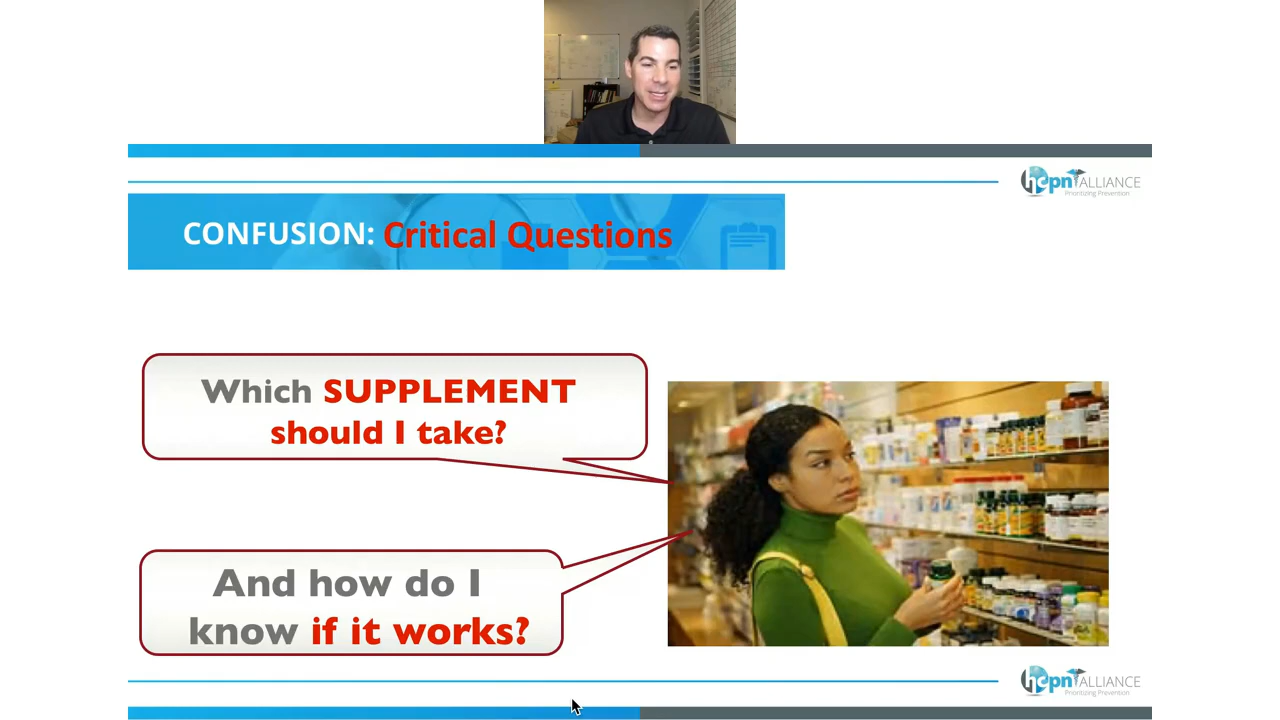 hcpn ALLIANCE
Prioritizing Prevention
CONFUSION: Critical Questions
Which SUPPLEMENT
should I take?
And how do I
know if it works?
hcpn ALLIANCE
Prioritizing Prevention